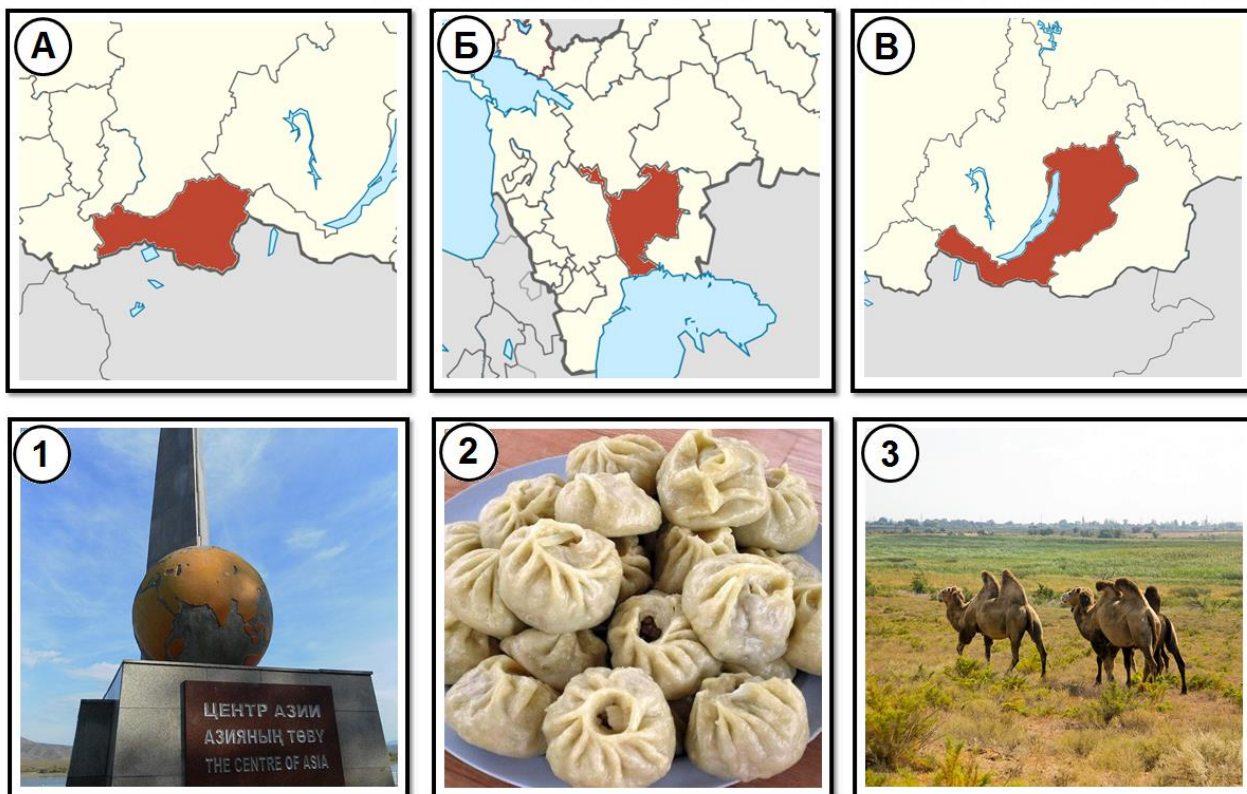 А
Б
В
1
ЦЕНТР АЗИИ
АЗИЯНЫҢ ТӨВҮ
THE CENTRE OF ASIA
2
3